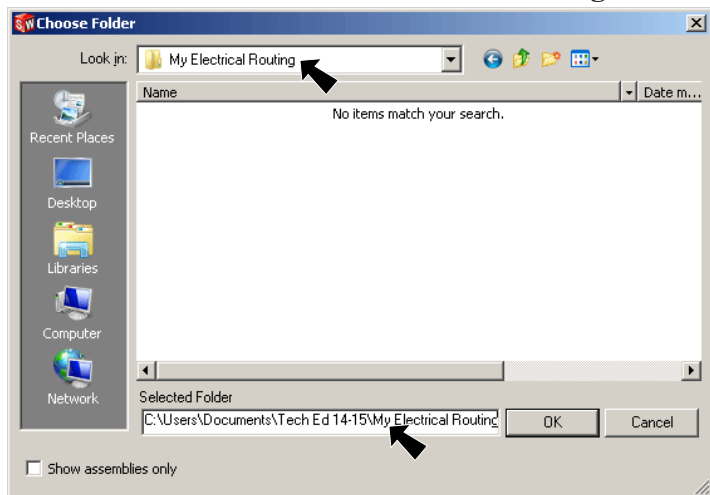 SW Choose Folder
Look in: My Electrical Routing
Name Date m...
No items match your search.
Recent Places
Desktop
Libraries
Computer
Network
Selected Folder
C:\Users\Documents\Tech Ed 14-15\My Electrical Routing OK Cancel
Show assemblies only